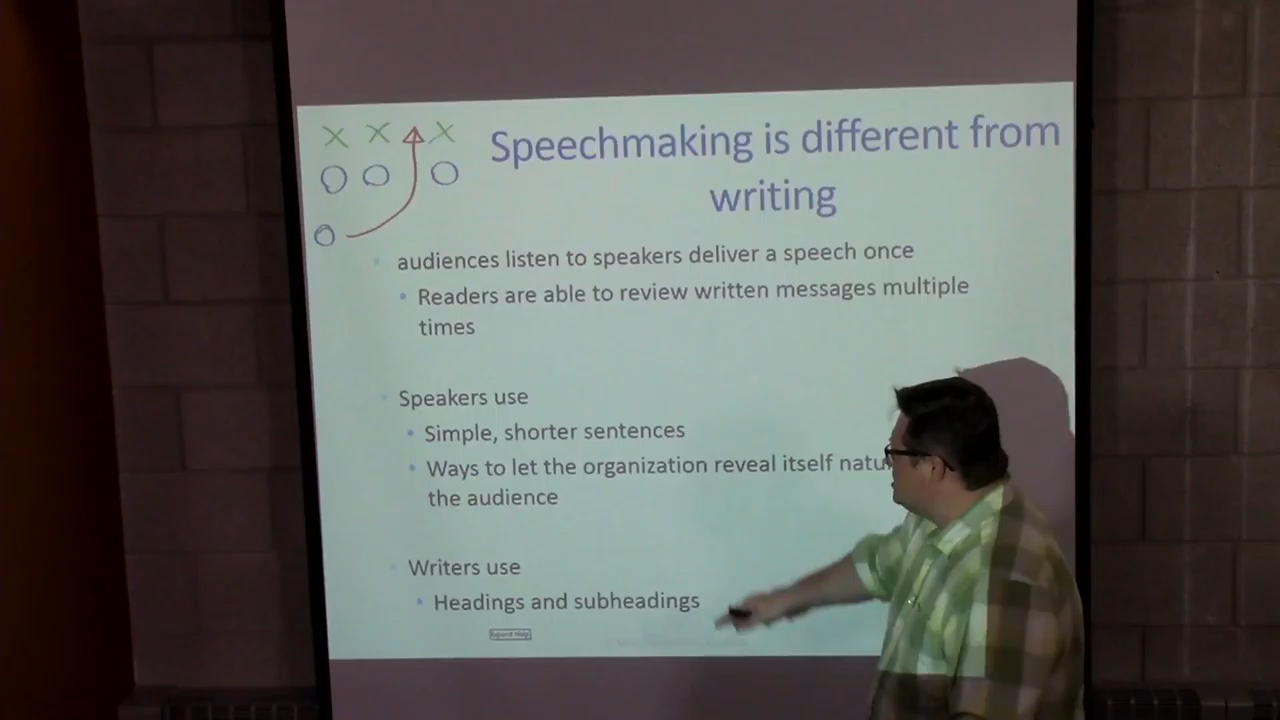 Speechmaking is different from
writing
audiences listen to speakers deliver a speech once
Readers are able to review written messages multiple
times
Speakers use
Simple, shorter sentences
Ways to let the organization reveal itself natu
the audience
Writers use
Headings and subheadings